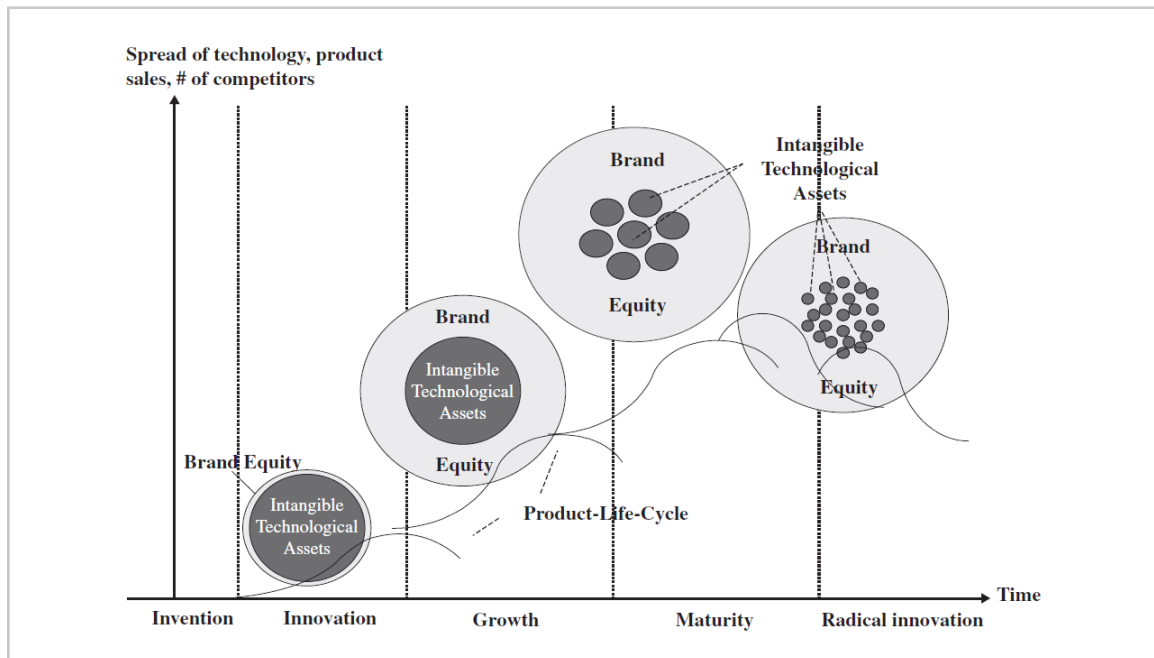 Spread of technology, product
sales, # of competitors
Brand
Intangible
Technological
Assets
Brand
Equity
Brand
Intangible
Technological
Assets
Equity
Equity
Brand Equity
Intangible
Technological
Assets
Product-Life-Cycle
Time
Invention
Innovation
Growth
Maturity
Radical innovation